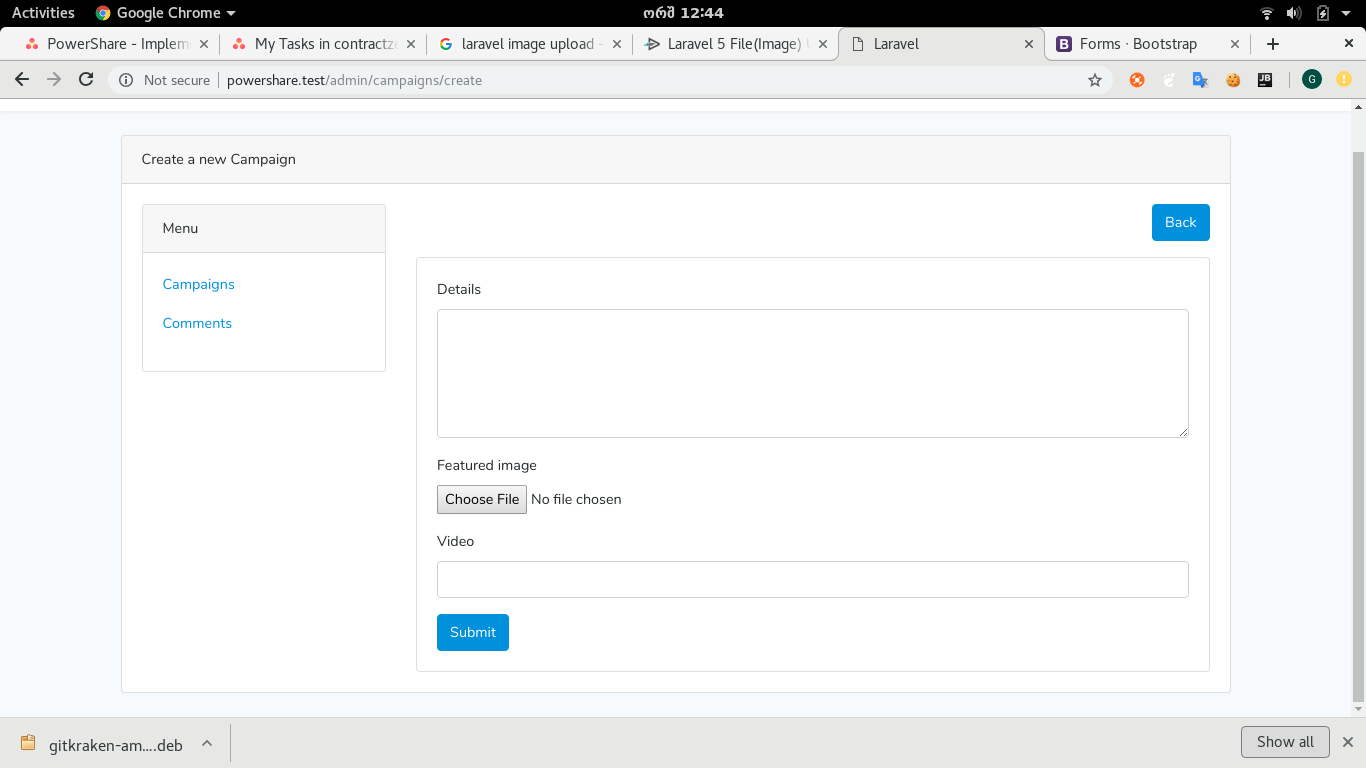 Activities Google Chrome ორშ 12:44
PowerShare - Implem My Tasks in contractze laravel image upload - Laravel 5 File(Image) U Laravel Forms · Bootstrap
Not secure powershare.test/admin/campaigns/create JB G
Create a new Campaign
Menu
Back
Campaigns
Comments
Details
Featured image
Choose File No file chosen
Video
Submit
gitkraken-am....deb Show all